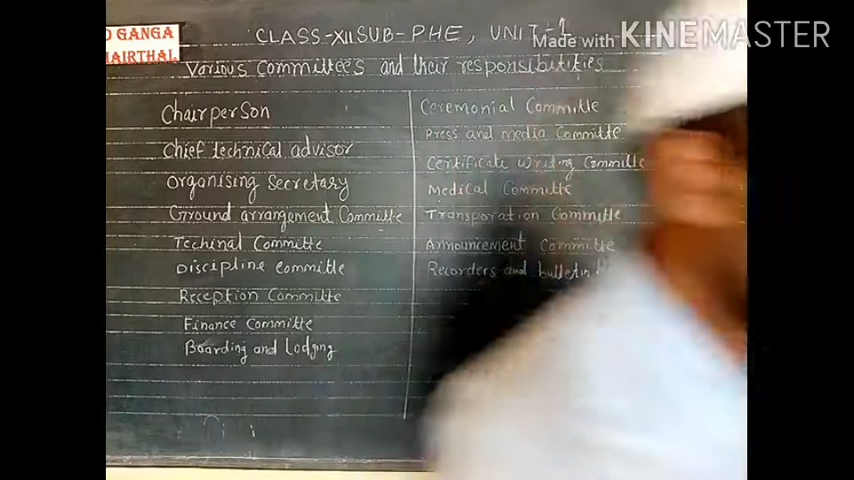 D GANGA
HAIRTHAL
CLASS-XII SUB-PHE, UNIT-1
Made with KINEMASTER
Various Committees and their responsibilities
Chairperson
Chief technical advisor
Organising Secretary
Ground arrangement Committe
Techinal Committe
Discipline committe
Reception Committe
Finance Committe
Boarding and Lodging
Ceremonial Committe
Press and media Committe
Certificate writing Committe
Medical Committe
Transporation Committe
Announcement Committe
Recorders and bulletin